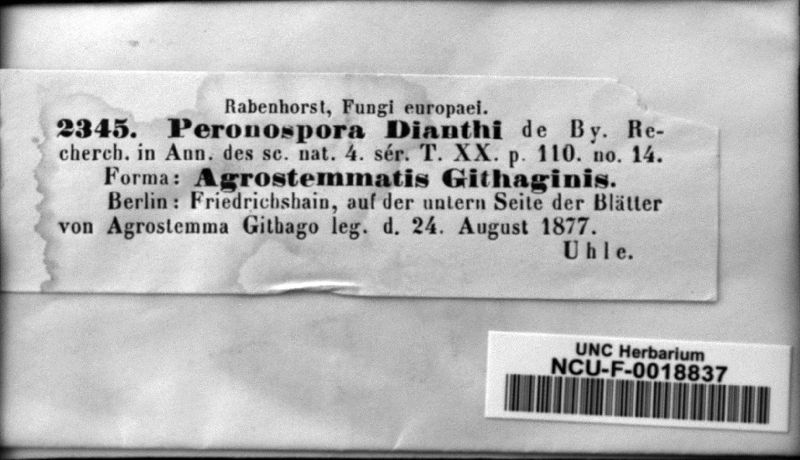 Rabenhorst, Fungi europaei.
2345. Peronospora Dianthi de By. Re-
cherch. in Ann. des sc. nat. 4. sér. T. XX. p. 110. no. 14.
Forma: Agrostemmatis Githaginis.
Berlin: Friedrichshain, auf der untern Seite der Blätter
von Agrostemma Githago leg. d. 24. August 1877.
Uhle.
UNC Herbarium
NCU-F-0018837